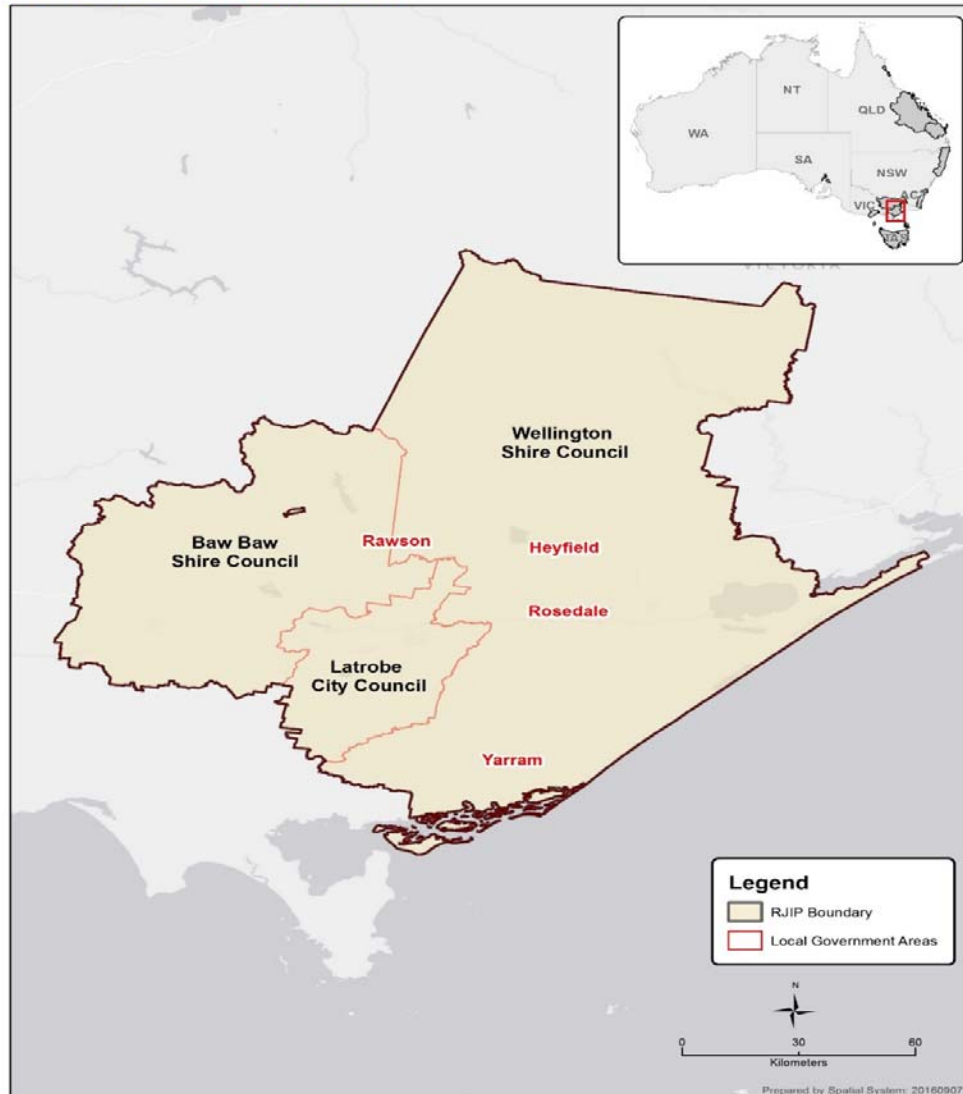 NT
QLD
WA
SA
NSW
AC
VIC
TAS
VICTORIA
Wellington
Shire Council
Baw Baw
Shire Council
Rawson
Heyfield
Rosedale
Latrobe
City Council
Yarram
Legend
RJIP Boundary
Local Government Areas
N
0 30 60
Kilometers
Prepared by Spatial System: 20160907